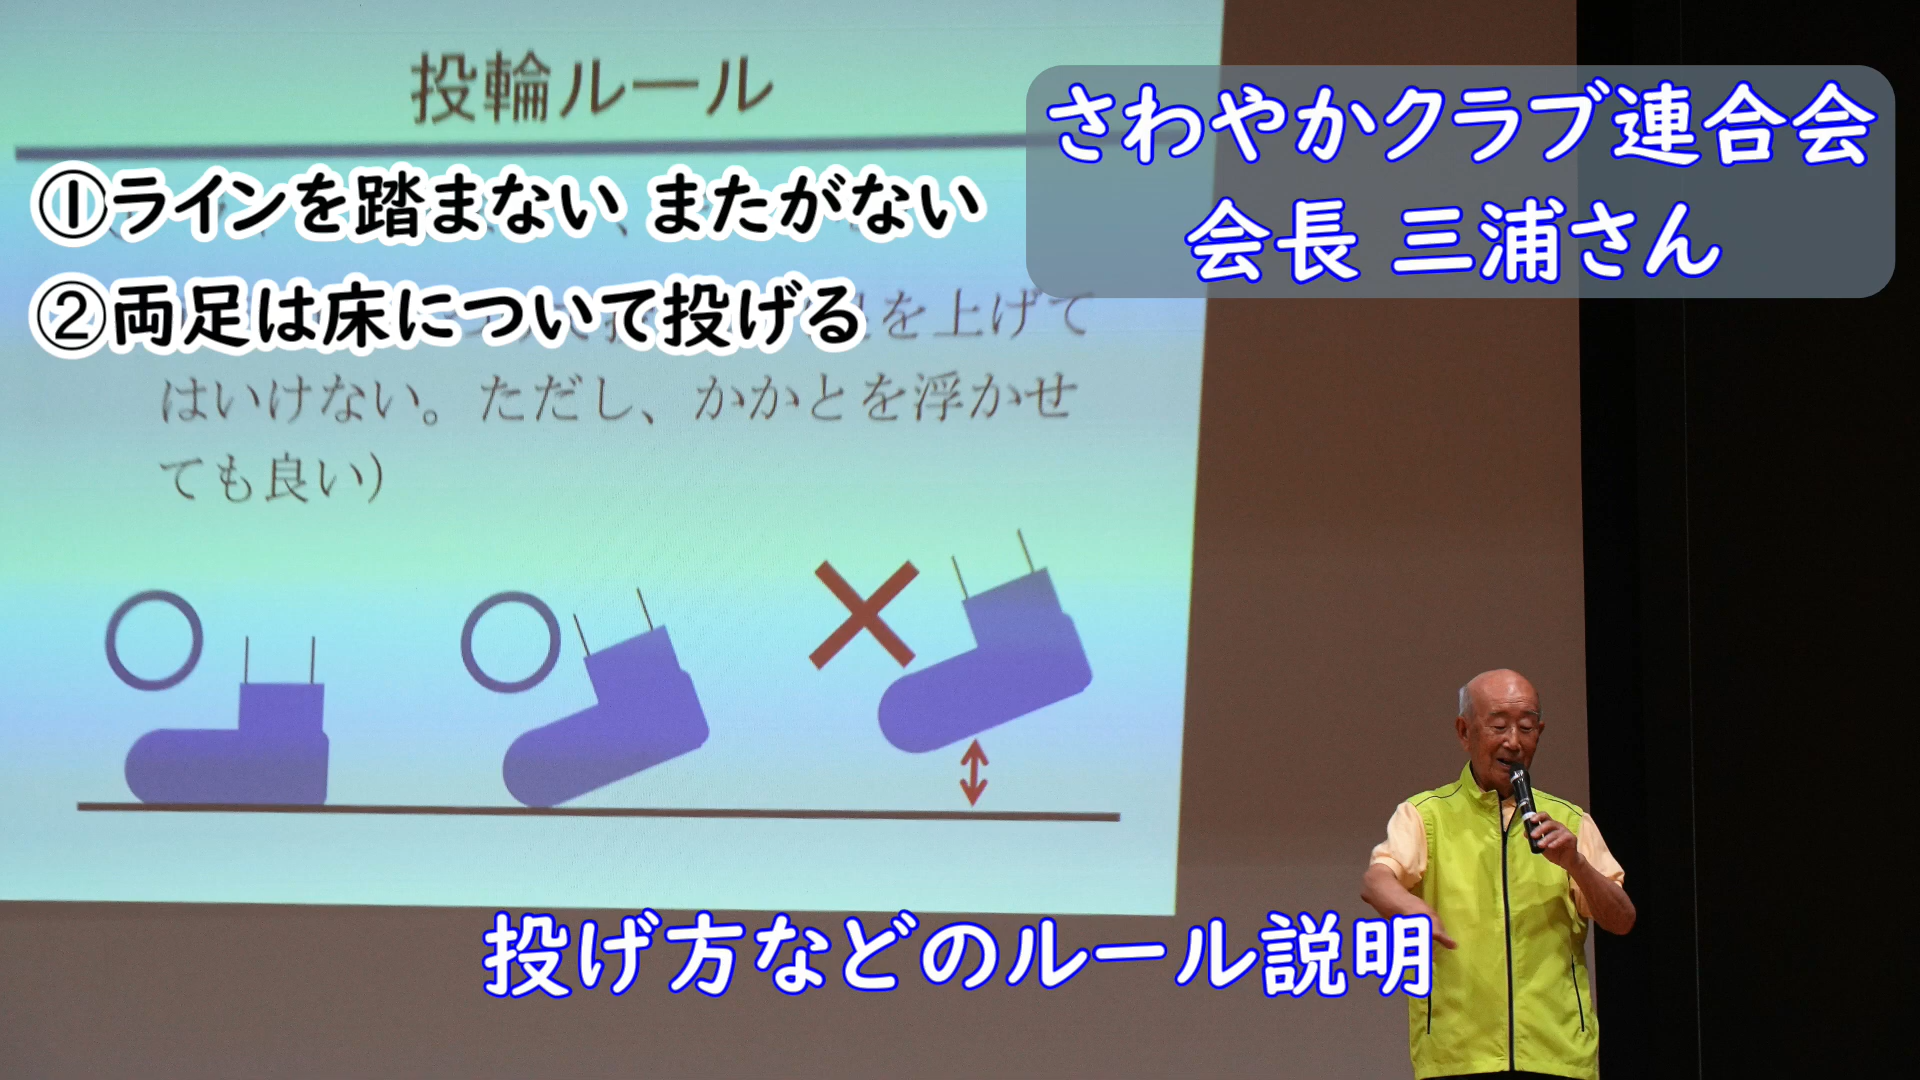 投輪ルール
さわやかクラブ連合会
会長 三浦さん
①ラインを踏まない またがない
②両足は床について投げる
を上げて
はいけない。ただし、かかとを浮かせ
ても良い）
投げ方などのルール説明